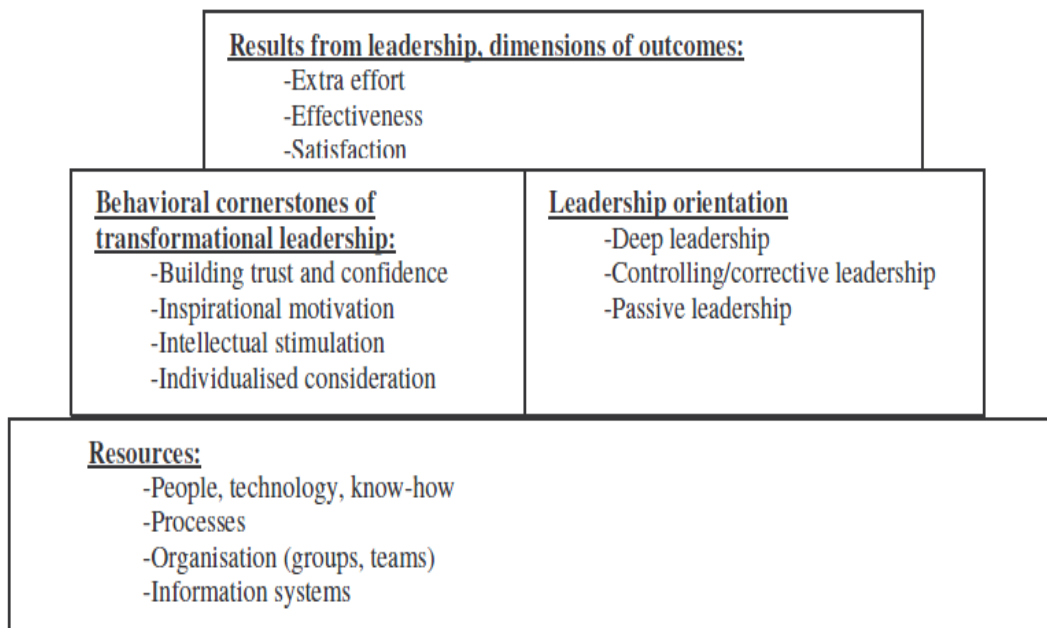 Results from leadership, dimensions of outcomes:
-Extra effort
-Effectiveness
-Satisfaction
Behavioral cornerstones of
transformational leadership:
-Building trust and confidence
-Inspirational motivation
-Intellectual stimulation
-Individualised consideration
Leadership orientation
-Deep leadership
-Controlling/corrective leadership
-Passive leadership
Resources:
-People, technology, know-how
-Processes
-Organisation (groups, teams)
-Information systems